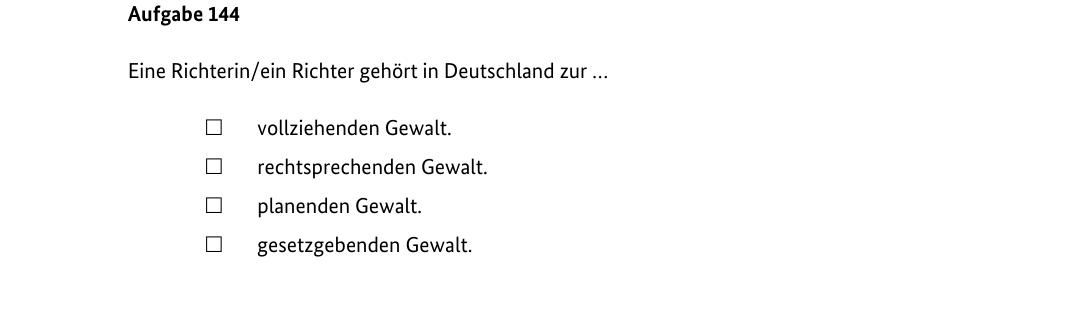 Aufgabe 144
Eine Richterin/ein Richter gehört in Deutschland zur …
☐ vollziehenden Gewalt.
☐ rechtsprechenden Gewalt.
☐ planenden Gewalt.
☐ gesetzgebenden Gewalt.